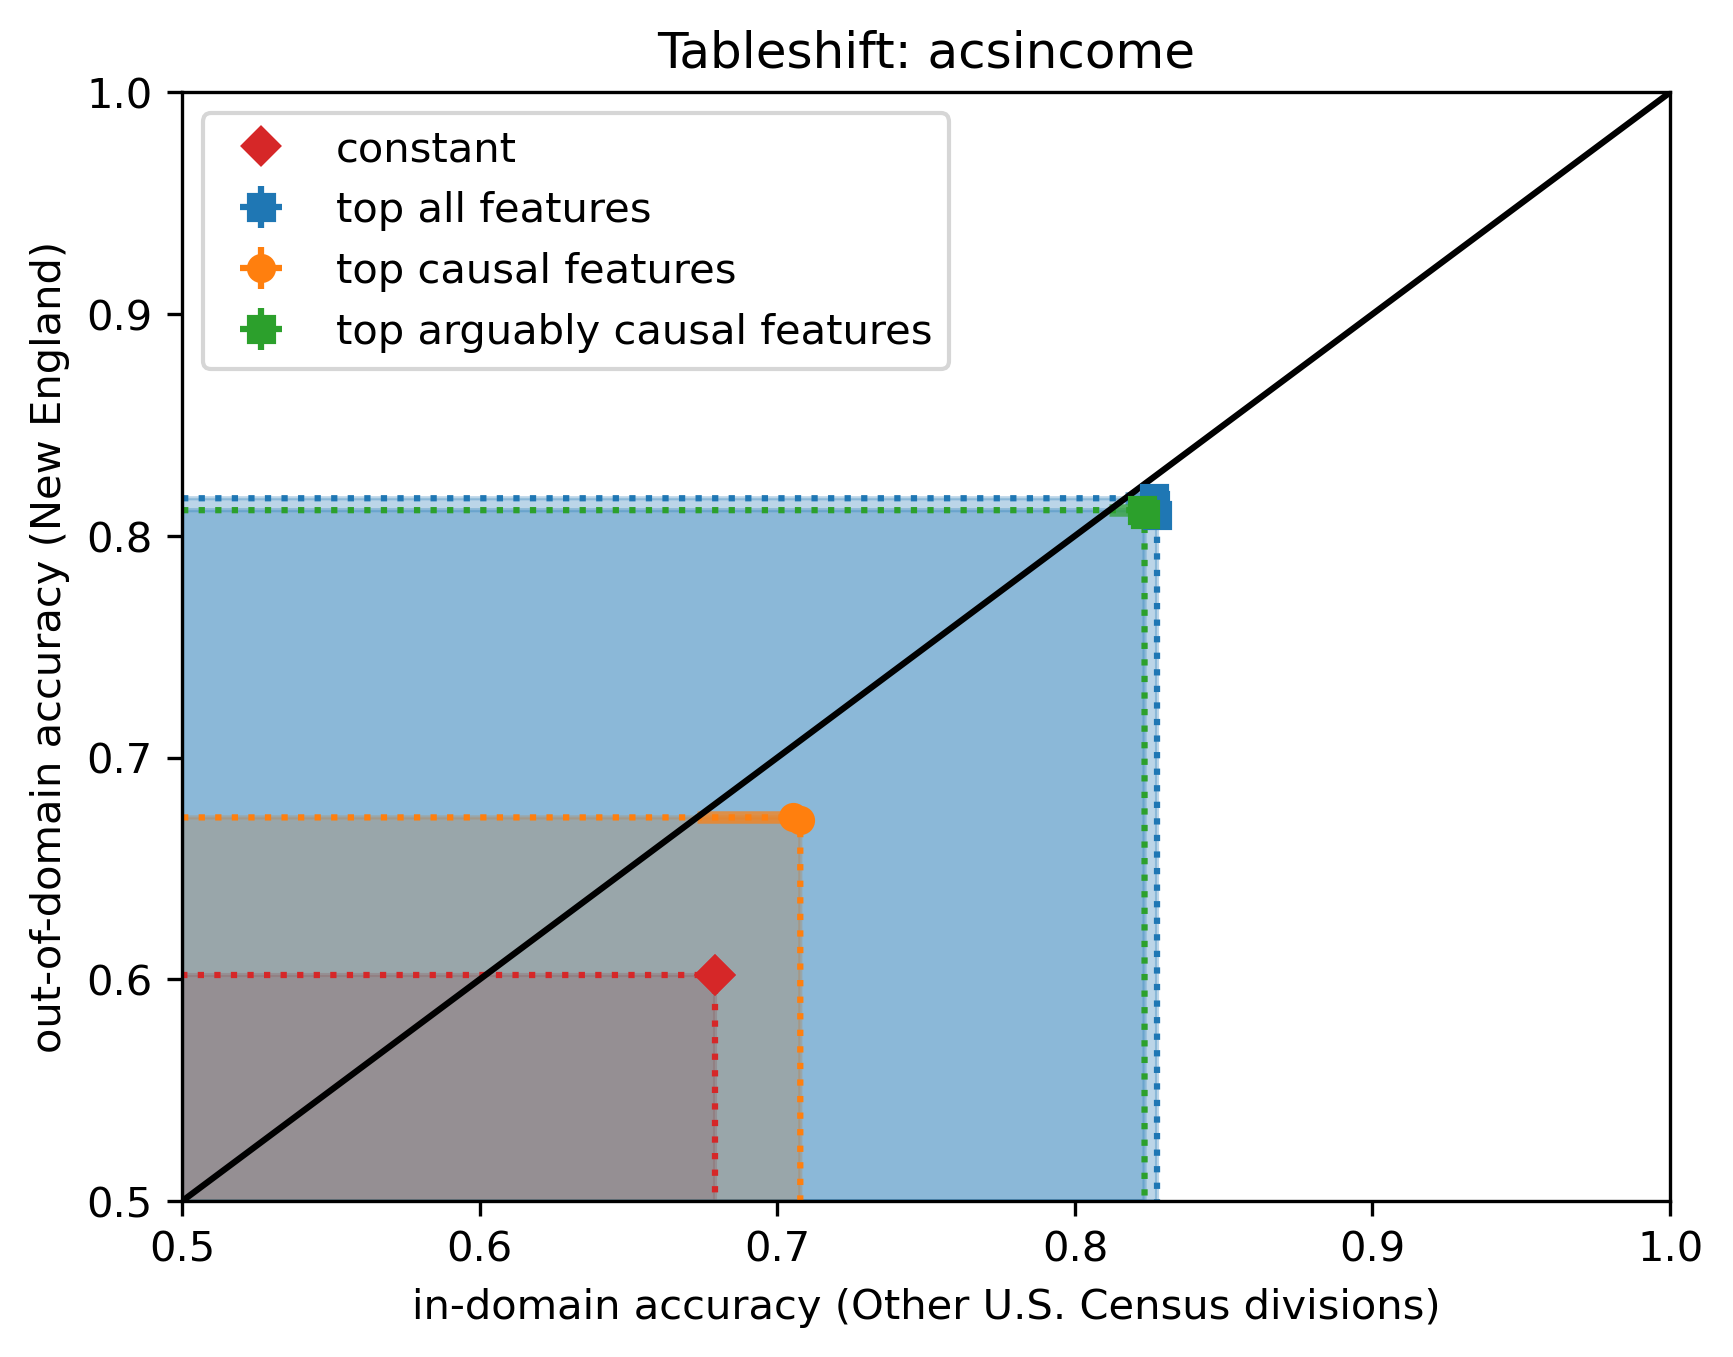 Tableshift: acsincome
1.0
0.9
0.8
0.7
0.6
0.5
out-of-domain accuracy (New England)
constant
top all features
top causal features
top arguably causal features
0.5 0.6 0.7 0.8 0.9 1.0
in-domain accuracy (Other U.S. Census divisions)